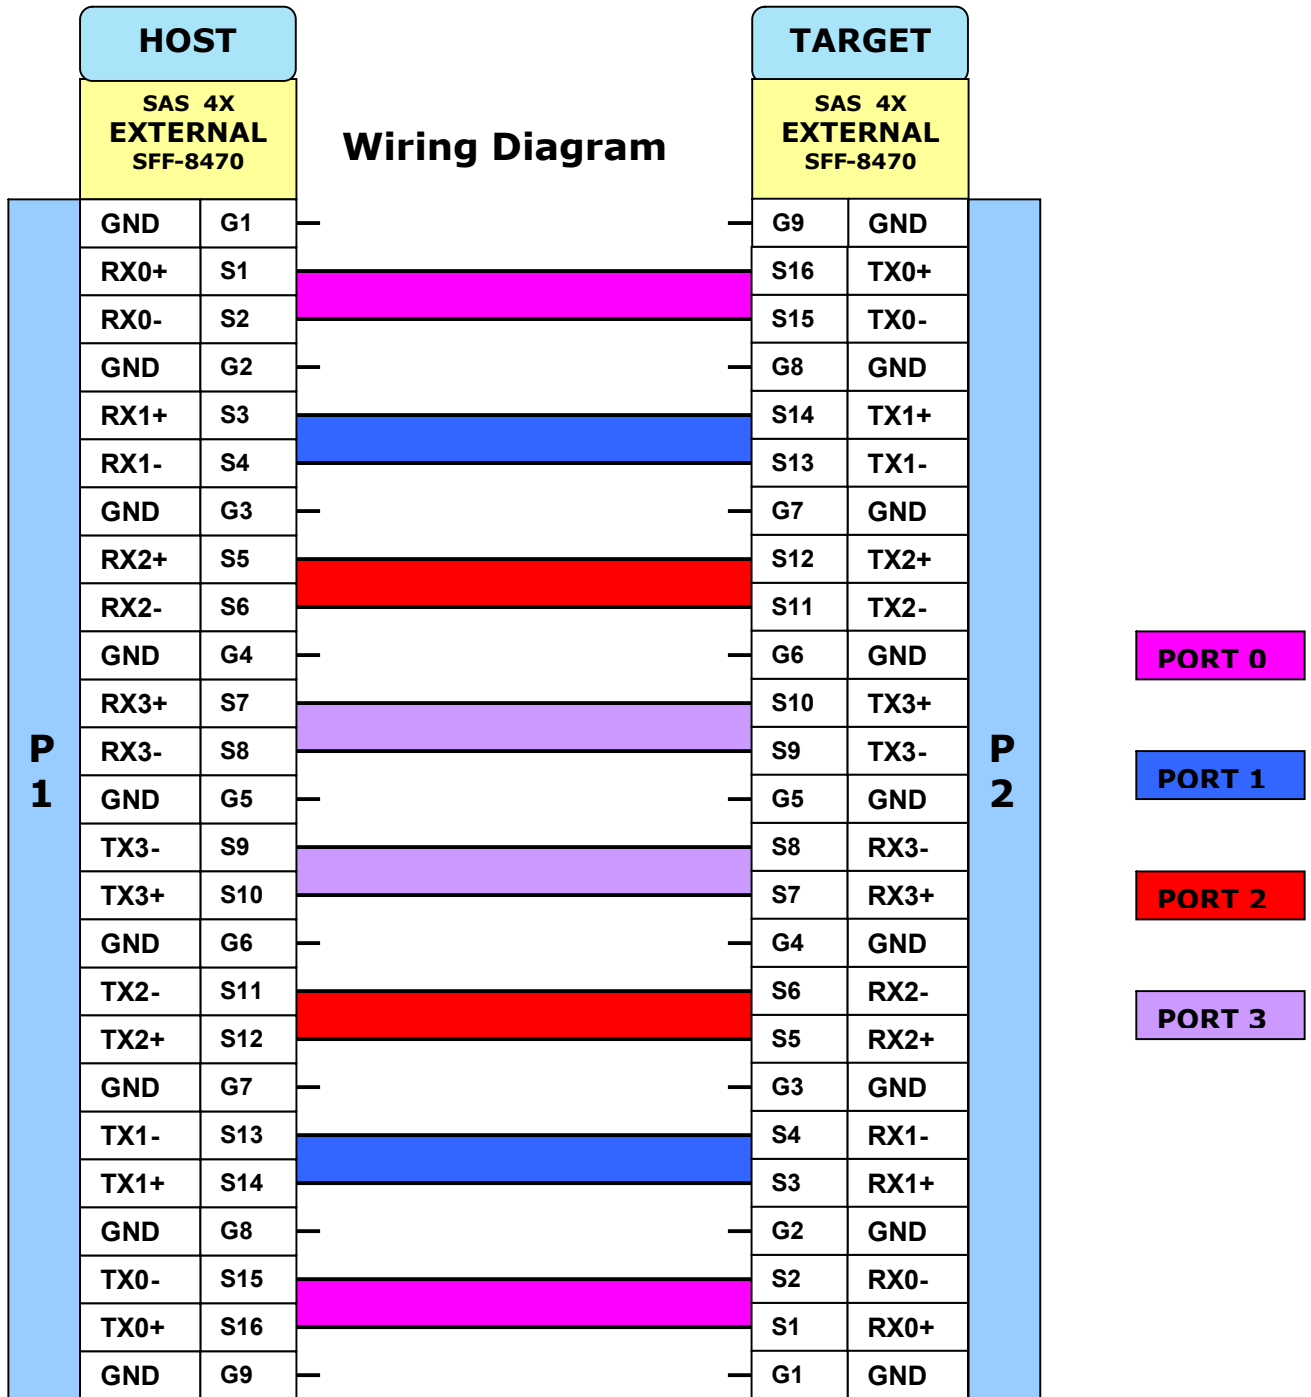 HOST TARGET
SAS 4X SAS 4X
EXTERNAL Wiring Diagram EXTERNAL
SFF-8470 SFF-8470
GND G1 G9 GND
RX0+ S1 S16 TX0+
RX0- S2 S15 TX0-
GND G2 G8 GND
RX1+ S3 S14 TX1+
RX1- S4 S13 TX1-
GND G3 G7 GND
RX2+ S5 S12 TX2+
RX2- S6 S11 TX2-
GND G4 G6 GND PORT 0
RX3+ S7 S10 TX3+
P RX3- S8 S9 TX3- P
1 GND G5 G5 GND 2 PORT 1
TX3- S9 S8 RX3-
TX3+ S10 S7 RX3+ PORT 2
GND G6 G4 GND
TX2- S11 S6 RX2- PORT 3
TX2+ S12 S5 RX2+
GND G7 G3 GND
TX1- S13 S4 RX1-
TX1+ S14 S3 RX1+
GND G8 G2 GND
TX0- S15 S2 RX0-
TX0+ S16 S1 RX0+
GND G9 G1 GND